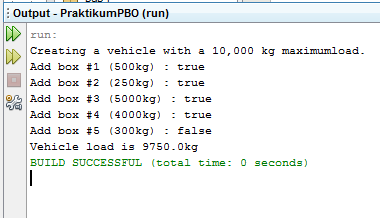 Output - PraktikumPBO (run)
run:
Creating a vehicle with a 10,000 kg maximumload.
Add box #1 (500kg) : true
Add box #2 (250kg) : true
Add box #3 (5000kg) : true
Add box #4 (4000kg) : true
Add box #5 (300kg) : false
Vehicle load is 9750.0kg
BUILD SUCCESSFUL (total time: 0 seconds)